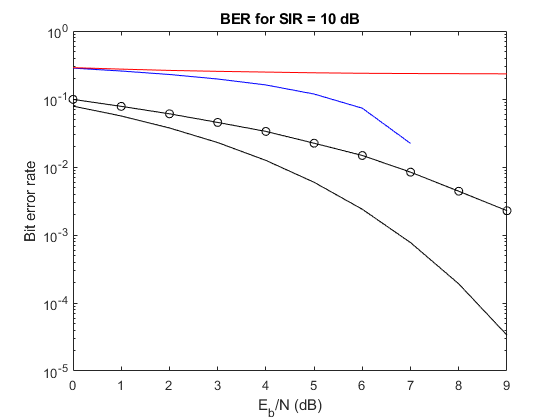 BER for SIR = 10 dB
10^0
10^-1
10^-2
10^-3
10^-4
10^-5
Bit error rate
0 1 2 3 4 5 6 7 8 9
E_b/N (dB)